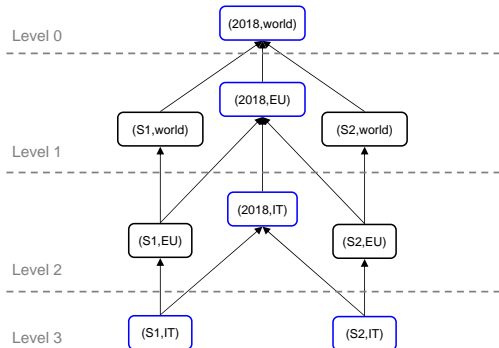 (2018,world)
Level 0
(2018,EU)
(S1,world)
(S2,world)
Level 1
(2018,IT)
(S1,EU)
(S2,EU)
Level 2
(S1,IT)
(S2,IT)
Level 3